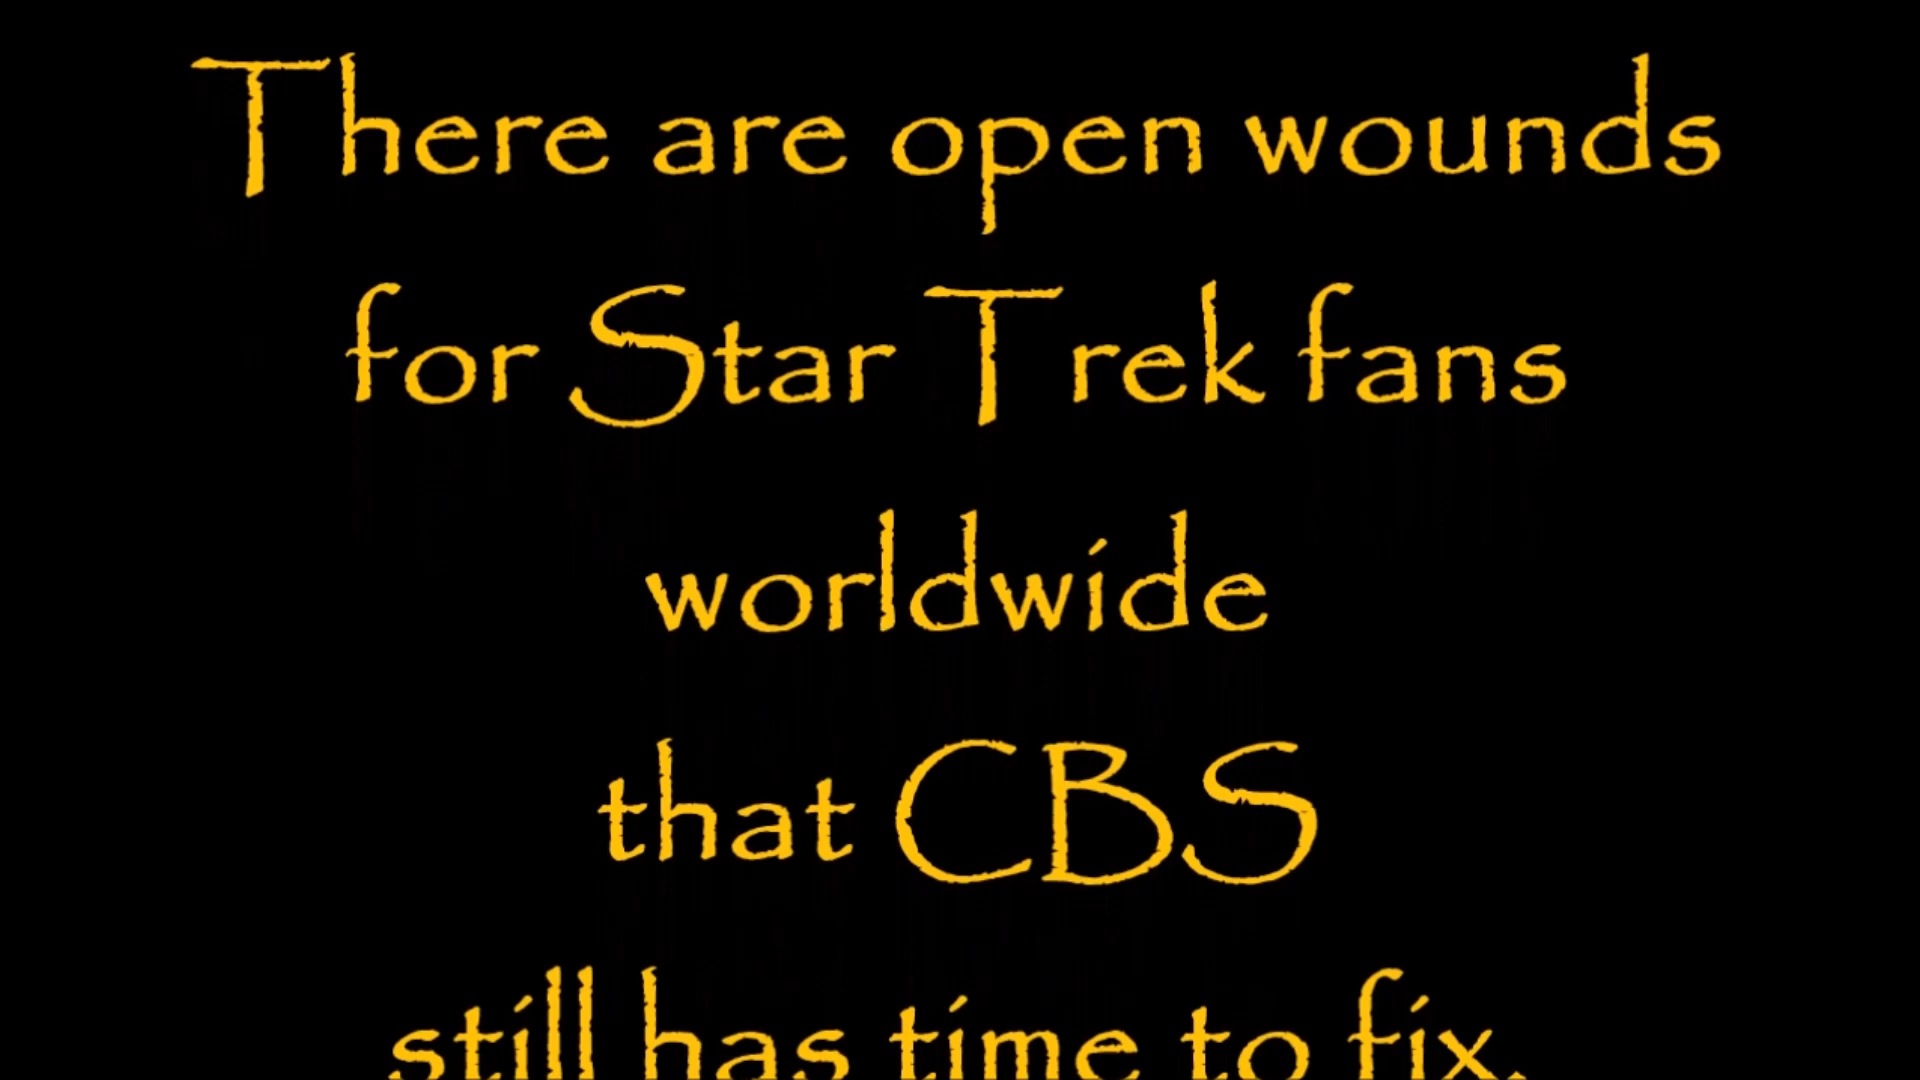 There are open wounds
for Star Trek fans
worldwide
that CBS
still has time to fix.